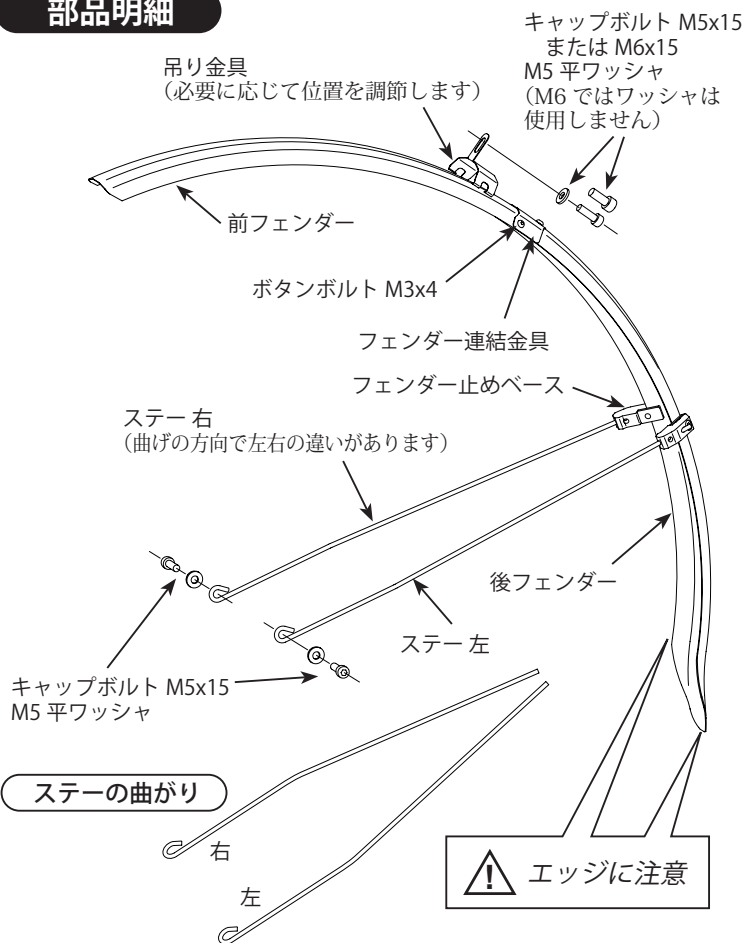 部品明細
キャップボルト M5x15
または M6x15
M5 平ワッシャ
（M6 ではワッシャは
使用しません）
吊り金具
（必要に応じて位置を調節します）
前フェンダー
ボタンボルト M3x4
フェンダー連結金具
フェンダー止めベース
ステー 右
（曲げの方向で左右の違いがあります）
後フェンダー
ステー 左
キャップボルト M5x15
M5 平ワッシャ
ステーの曲がり
右
左
エッジに注意